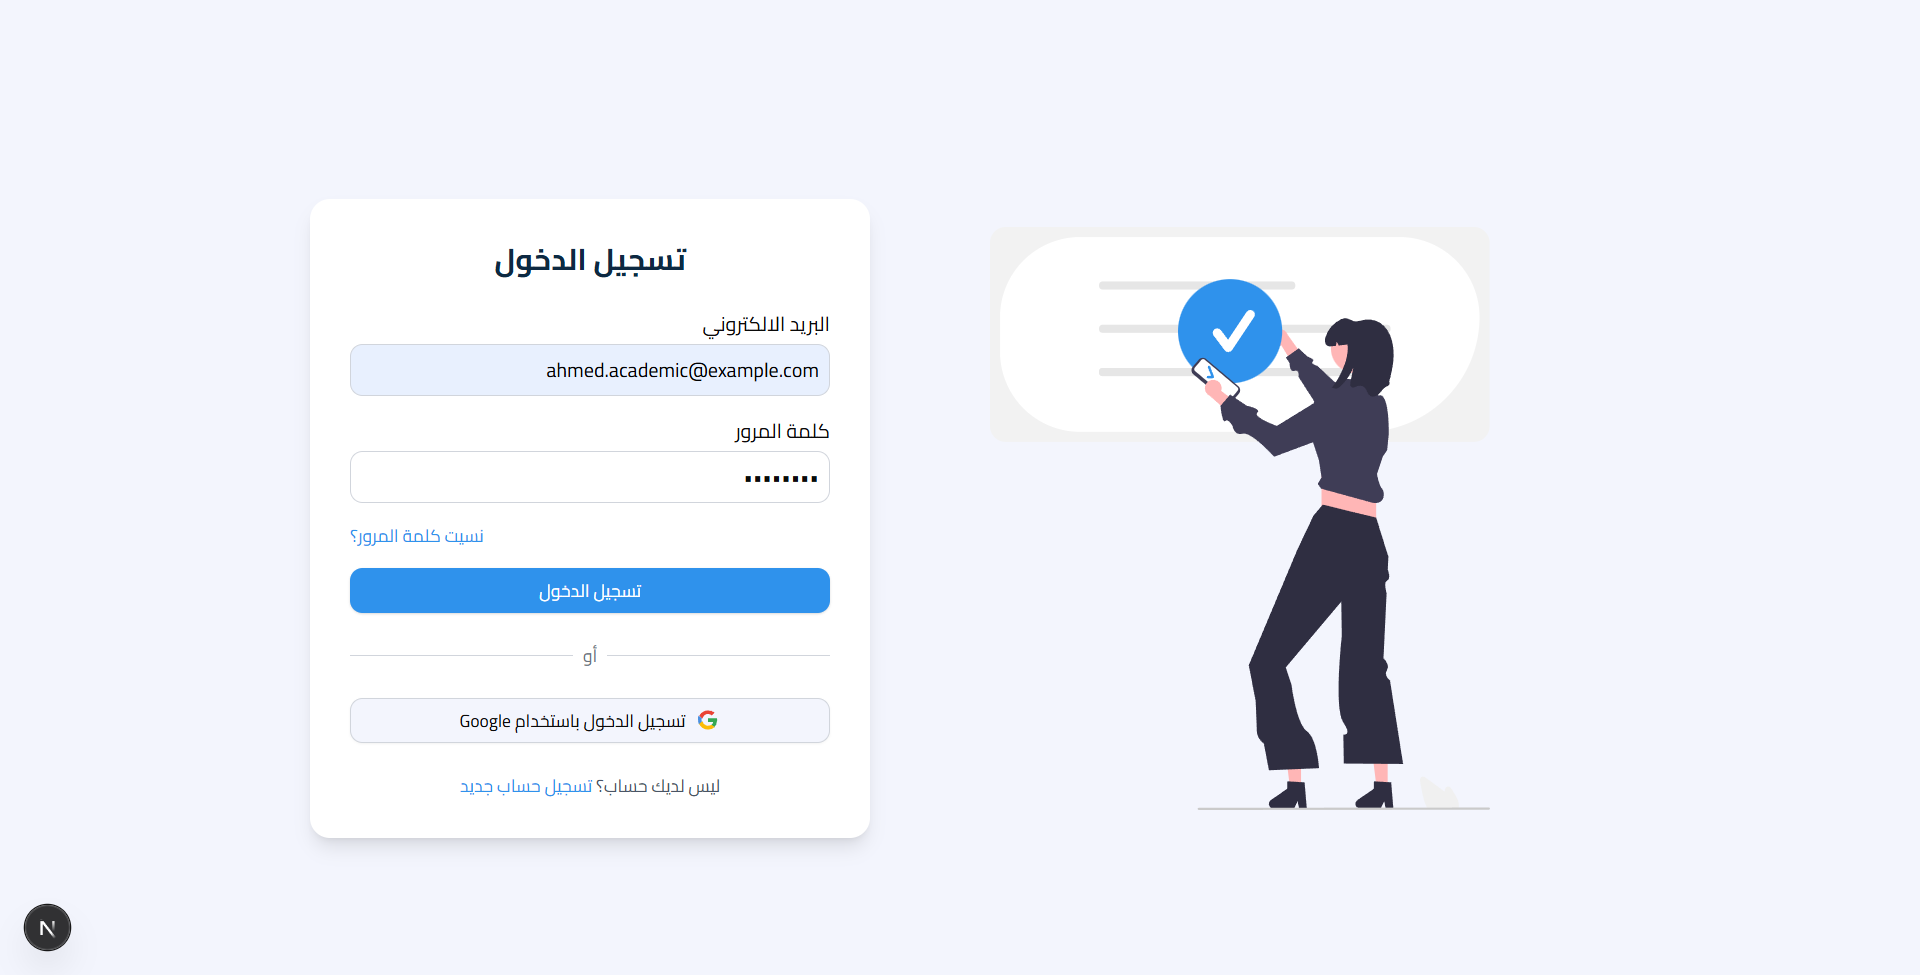 تسجيل الدخول
البريد الالكتروني
ahmed.academic@example.com
كلمة المرور
نسيت كلمة المرور؟
تسجيل الدخول
أو
تسجيل الدخول باستخدام Google
ليس لديك حساب؟ تسجيل حساب جديد
N